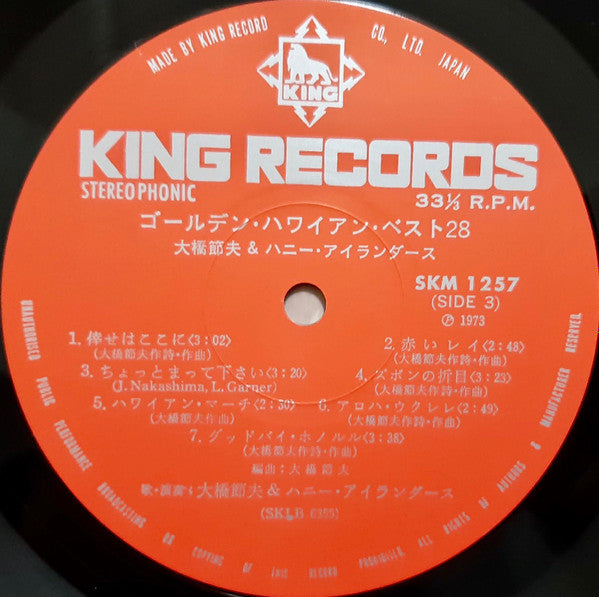 MADE BY KING RECORD CO., LTD. JAPAN
KING
KING RECORDS
STEREOPHONIC
33⅓ R.P.M.
ゴールデン・ハワイアン・ベスト28
大橋節夫 & ハニー・アイランダース
SKM 1257
(SIDE 3)
Ⓟ 1973
1. 倖せはここに〈3:02〉
(大橋節夫作詩・作曲)
2. 赤いレイ〈2:48〉
(大橋節夫作詩・作曲)
3. ちょっとまって下さい〈3:20〉
(J. Nakashima, L. Garner)
4. ズボンの折目〈3:23〉
(大橋節夫作詩・作曲)
5. ハワイアン・マーチ〈2:30〉
(大橋節夫作詩・作曲)
6. アロハ・ウクレレ〈2:49〉
(大橋節夫作詩・作曲)
7. グッドバイ・ホノルル〈3:38〉
(大橋節夫作詩・作曲)
編曲:大橋節夫
歌・演奏:大橋節夫 & ハニー・アイランダース
UNAUTHORISED PUBLIC PERFORMANCE BROADCASTING OR COPYING OF THIS RECORD PROHIBITED. ALL RIGHTS OF AUTHORS & MANUFACTURER RESERVED.